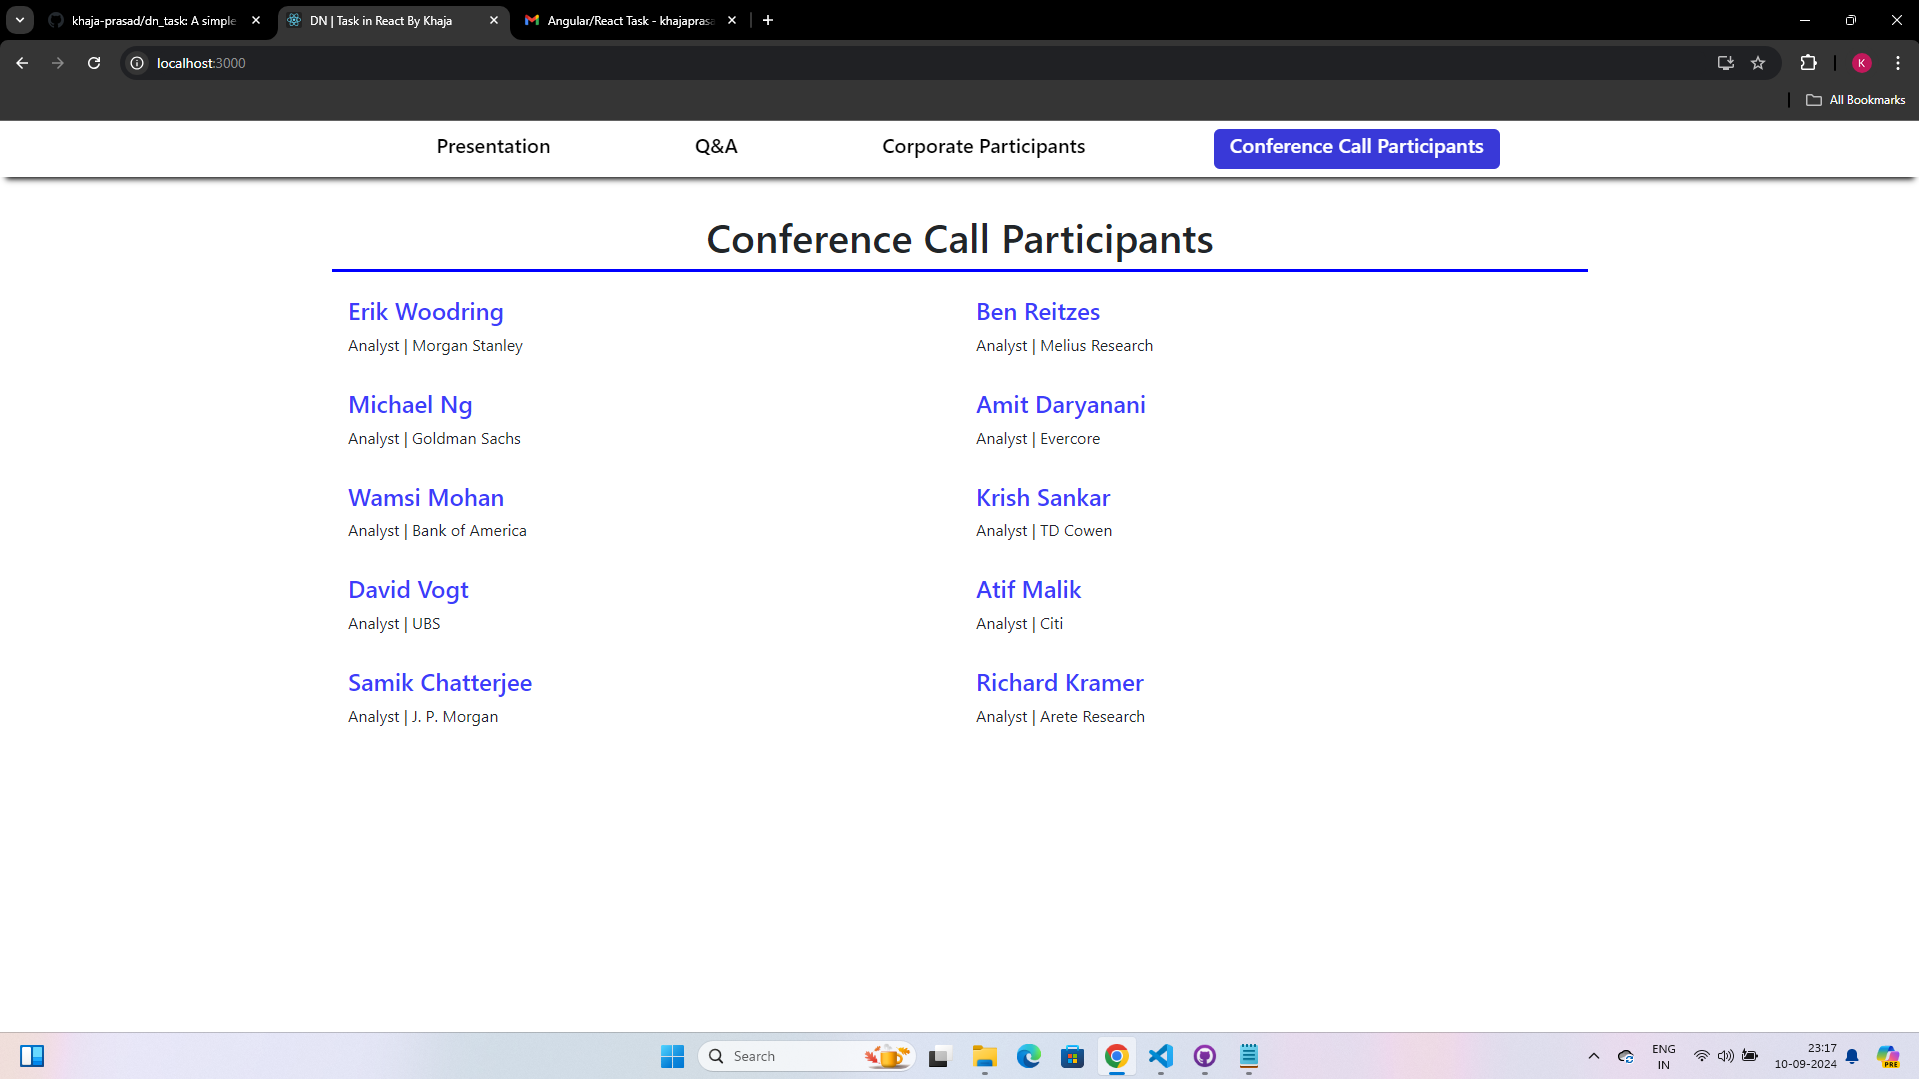 khaja-prasad/dn_task: A simple
DN | Task in React By Khaja
Angular/React Task - khajaprasa
localhost:3000
K
All Bookmarks
Presentation
Q&A
Corporate Participants
Conference Call Participants
Conference Call Participants
Erik Woodring
Analyst | Morgan Stanley
Ben Reitzes
Analyst | Melius Research
Michael Ng
Analyst | Goldman Sachs
Amit Daryanani
Analyst | Evercore
Wamsi Mohan
Analyst | Bank of America
Krish Sankar
Analyst | TD Cowen
David Vogt
Analyst | UBS
Atif Malik
Analyst | Citi
Samik Chatterjee
Analyst | J. P. Morgan
Richard Kramer
Analyst | Arete Research
Search
ENG
IN
23:17
10-09-2024
PRE